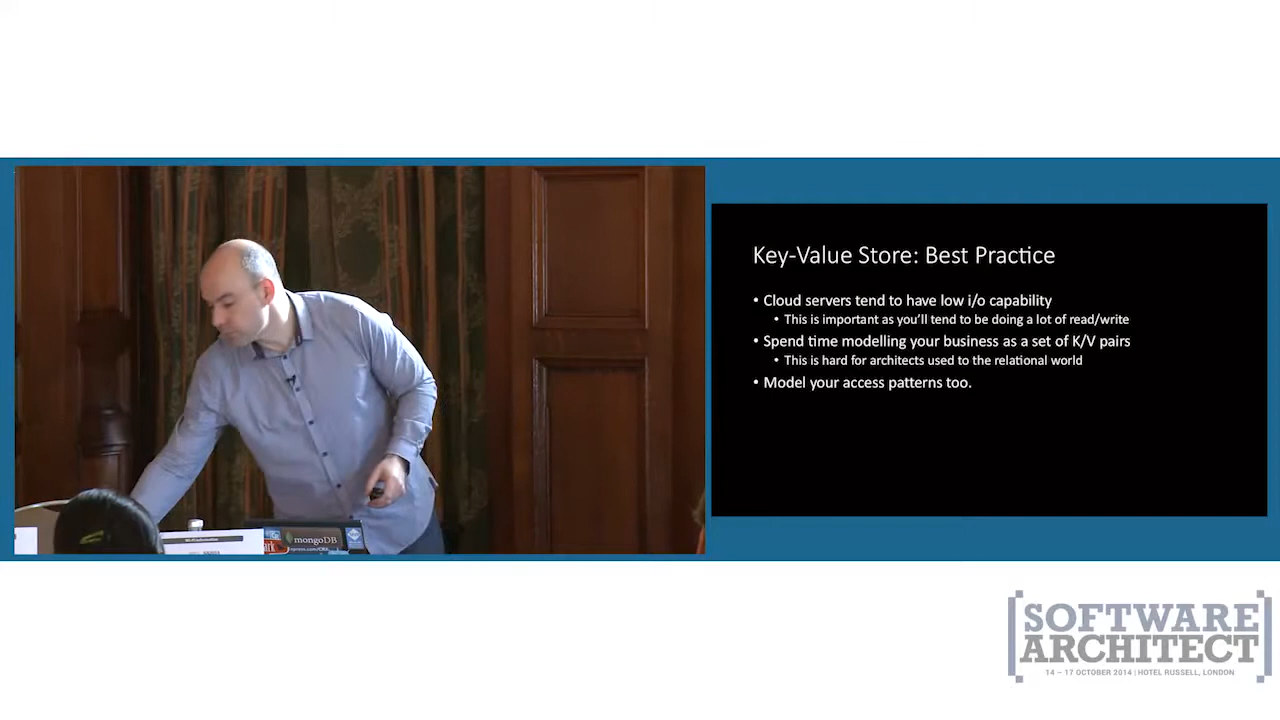 Key-Value Store: Best Practice
• Cloud servers tend to have low i/o capability
• This is important as you'll tend to be doing a lot of read/write
• Spend time modelling your business as a set of K/V pairs
• This is hard for architects used to the relational world
• Model your access patterns too.
mongoDB
SOFTWARE
ARCHITECT
14 – 17 OCTOBER 2014 | HOTEL RUSSELL, LONDON